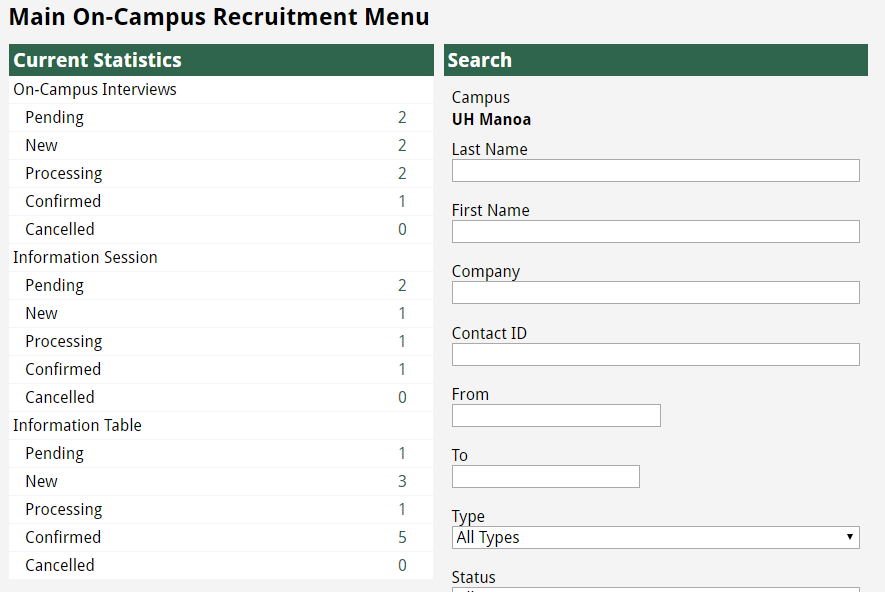 Main On-Campus Recruitment Menu
Current Statistics
On-Campus Interviews
Pending 2
New 2
Processing 2
Confirmed 1
Cancelled 0
Information Session
Pending 2
New 1
Processing 1
Confirmed 1
Cancelled 0
Information Table
Pending 1
New 3
Processing 1
Confirmed 5
Cancelled 0
Search
Campus
UH Manoa
Last Name
First Name
Company
Contact ID
From
To
Type
All Types
Status